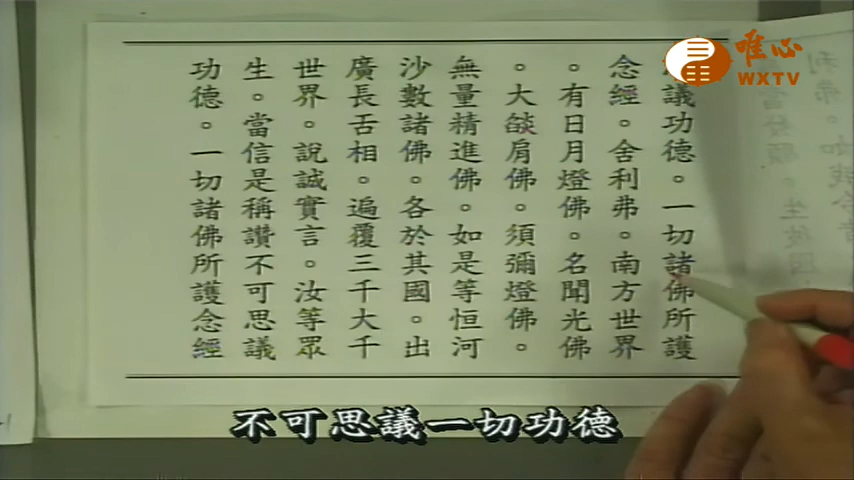 唯心
WXTV
議功德。一切諸佛所護
念經。舍利弗。南方世界
。有日月燈佛。名聞光佛
。大燄肩佛。須彌燈佛。
無量精進佛。如是等恒河
沙數諸佛。各於其國。出
廣長舌相。遍覆三千大千
世界。說誠實言。汝等眾
生。當信是稱讚不可思議
功德。一切諸佛所護念經
不可思議一切功德